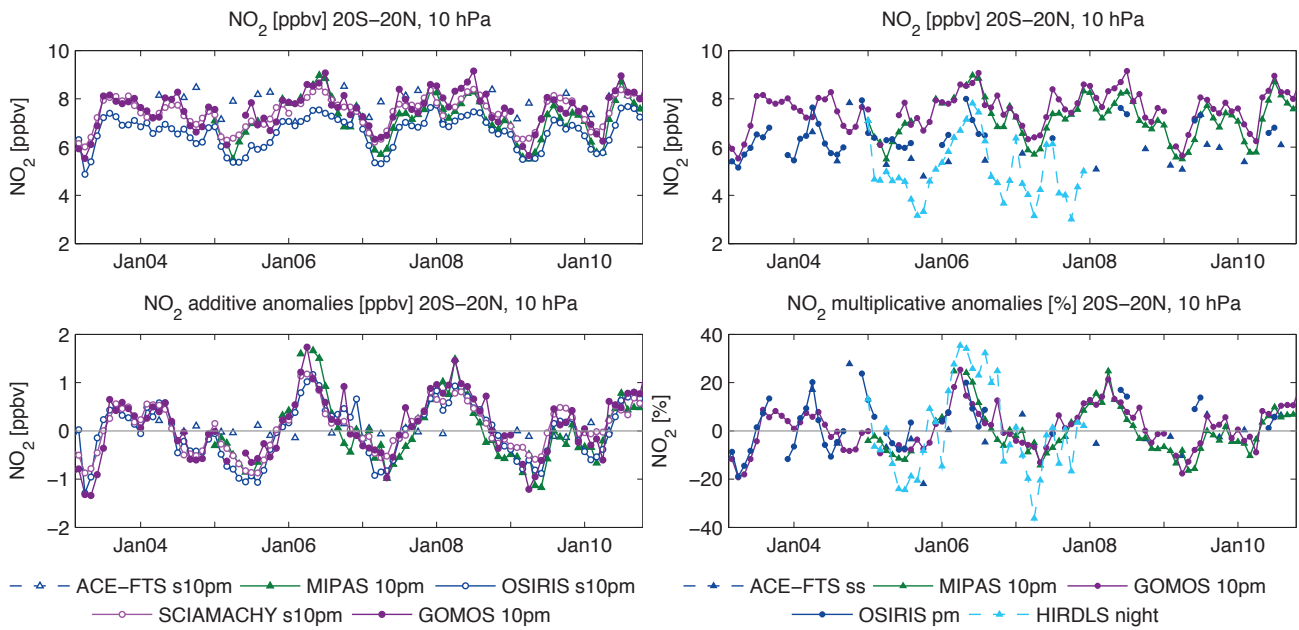 NO2 [ppbv] 20S−20N, 10 hPa
NO2 [ppbv]
10
8
6
4
2
Jan04 Jan06 Jan08 Jan10
NO2 [ppbv] 20S−20N, 10 hPa
NO2 [ppbv]
10
8
6
4
2
Jan04 Jan06 Jan08 Jan10
NO2 additive anomalies [ppbv] 20S−20N, 10 hPa
NO2 [ppbv]
2
1
0
−1
−2
Jan04 Jan06 Jan08 Jan10
NO2 multiplicative anomalies [%] 20S−20N, 10 hPa
NO2 [%]
40
20
0
−20
−40
Jan04 Jan06 Jan08 Jan10
ACE−FTS s10pm MIPAS 10pm OSIRIS s10pm
SCIAMACHY s10pm GOMOS 10pm
ACE−FTS ss MIPAS 10pm GOMOS 10pm
OSIRIS pm HIRDLS night